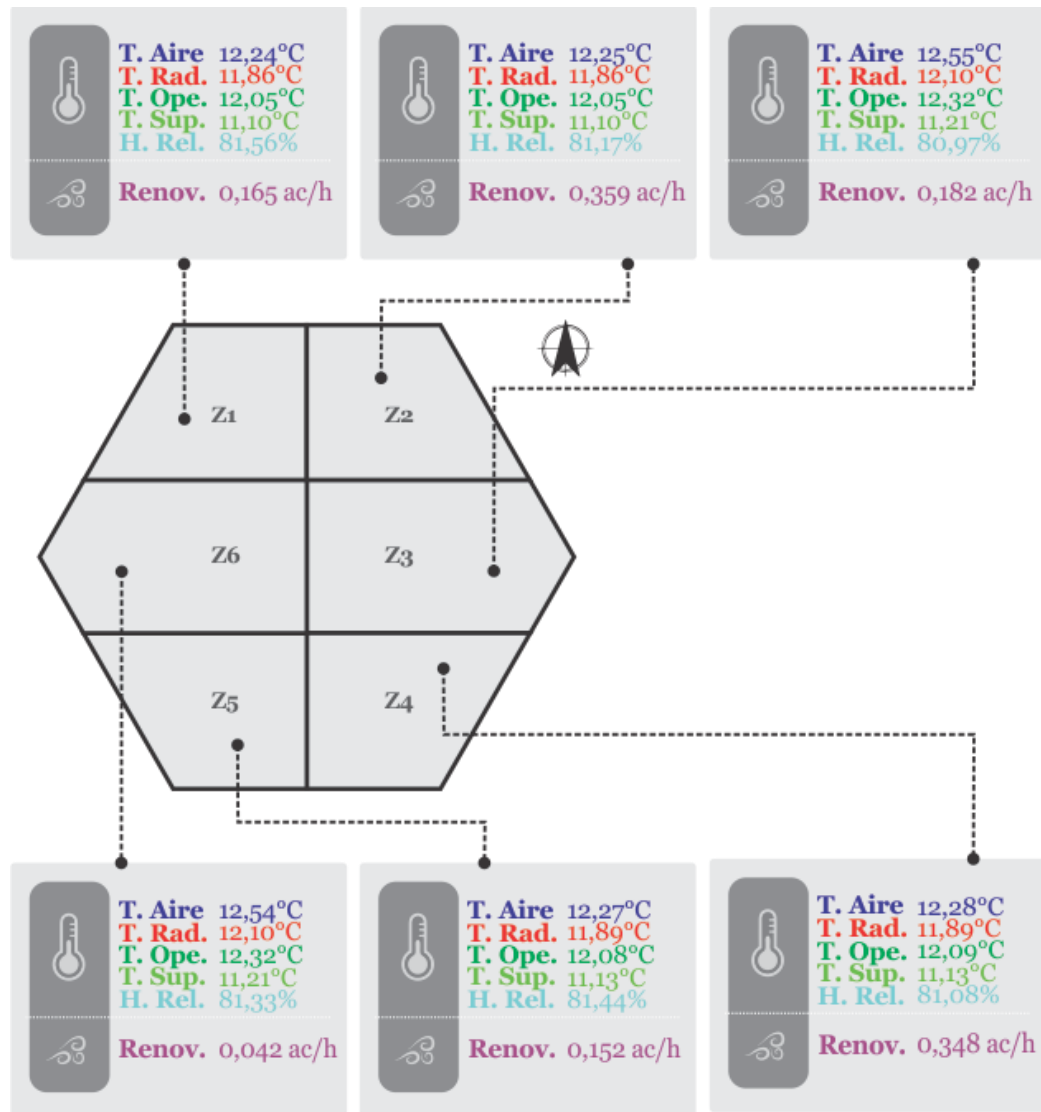 T. Aire 12,24°C
T. Rad. 11,86°C
T. Ope. 12,05°C
T. Sup. 11,10°C
H. Rel. 81,56%
Renov. 0,165 ac/h
T. Aire 12,25°C
T. Rad. 11,86°C
T. Ope. 12,05°C
T. Sup. 11,10°C
H. Rel. 81,17%
Renov. 0,359 ac/h
T. Aire 12,55°C
T. Rad. 12,10°C
T. Ope. 12,32°C
T. Sup. 11,21°C
H. Rel. 80,97%
Renov. 0,182 ac/h
Z1
Z2
Z6
Z3
Z5
Z4
T. Aire 12,54°C
T. Rad. 12,10°C
T. Ope. 12,32°C
T. Sup. 11,21°C
H. Rel. 81,33%
Renov. 0,042 ac/h
T. Aire 12,27°C
T. Rad. 11,89°C
T. Ope. 12,08°C
T. Sup. 11,13°C
H. Rel. 81,44%
Renov. 0,152 ac/h
T. Aire 12,28°C
T. Rad. 11,89°C
T. Ope. 12,09°C
T. Sup. 11,13°C
H. Rel. 81,08%
Renov. 0,348 ac/h